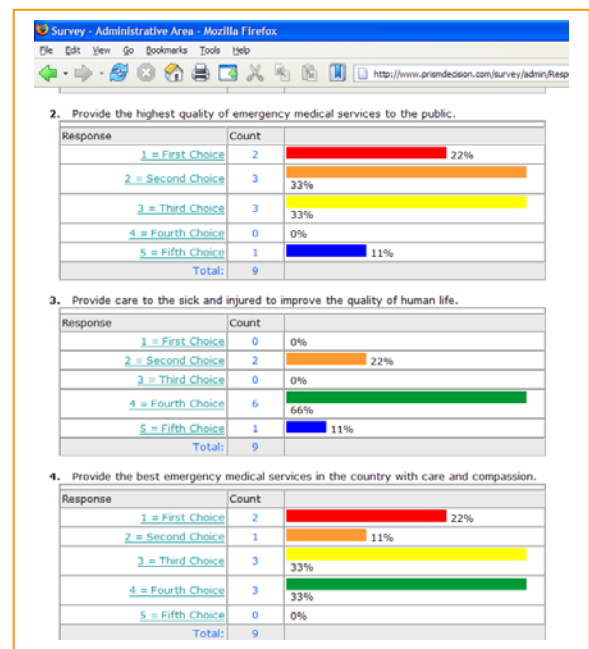 Survey - Administrative Area - Mozilla Firefox
File Edit View Go Bookmarks Tools Help
http://www.prismdecision.com/survey/admin/Resp
2. Provide the highest quality of emergency medical services to the public.
Response Count
1 = First Choice 2 22%
2 = Second Choice 3 33%
3 = Third Choice 3 33%
4 = Fourth Choice 0 0%
5 = Fifth Choice 1 11%
Total: 9
3. Provide care to the sick and injured to improve the quality of human life.
Response Count
1 = First Choice 0 0%
2 = Second Choice 2 22%
3 = Third Choice 0 0%
4 = Fourth Choice 6 66%
5 = Fifth Choice 1 11%
Total: 9
4. Provide the best emergency medical services in the country with care and compassion.
Response Count
1 = First Choice 2 22%
2 = Second Choice 1 11%
3 = Third Choice 3 33%
4 = Fourth Choice 3 33%
5 = Fifth Choice 0 0%
Total: 9